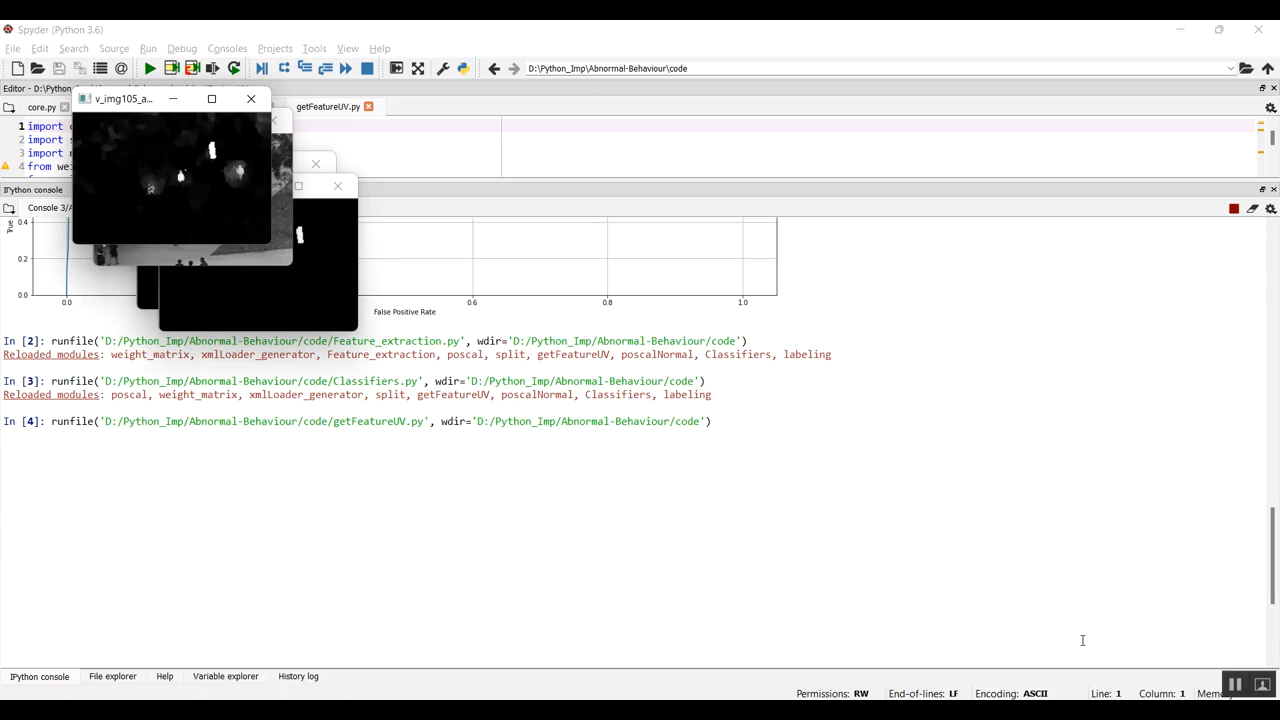 Spyder (Python 3.6)
File Edit Search Source Run Debug Consoles Projects Tools View Help
D:\Python_Imp\Abnormal-Behaviour\code
Editor - D:\Python_
core.py
v_img105_a...
getFeatureUV.py
1 import
2 import
3 import
4 from wei
IPython console
Console 3/A
True
0.4
0.2
0.0
0.0 0.6 0.8 1.0
False Positive Rate
In [2]: runfile('D:/Python_Imp/Abnormal-Behaviour/code/Feature_extraction.py', wdir='D:/Python_Imp/Abnormal-Behaviour/code')
Reloaded modules: weight_matrix, xmlLoader_generator, Feature_extraction, poscal, split, getFeatureUV, poscalNormal, Classifiers, labeling
In [3]: runfile('D:/Python_Imp/Abnormal-Behaviour/code/Classifiers.py', wdir='D:/Python_Imp/Abnormal-Behaviour/code')
Reloaded modules: poscal, weight_matrix, xmlLoader_generator, split, getFeatureUV, poscalNormal, Classifiers, labeling
In [4]: runfile('D:/Python_Imp/Abnormal-Behaviour/code/getFeatureUV.py', wdir='D:/Python_Imp/Abnormal-Behaviour/code')
IPython console File explorer Help Variable explorer History log
Permissions: RW End-of-lines: LF Encoding: ASCII Line: 1 Column: 1